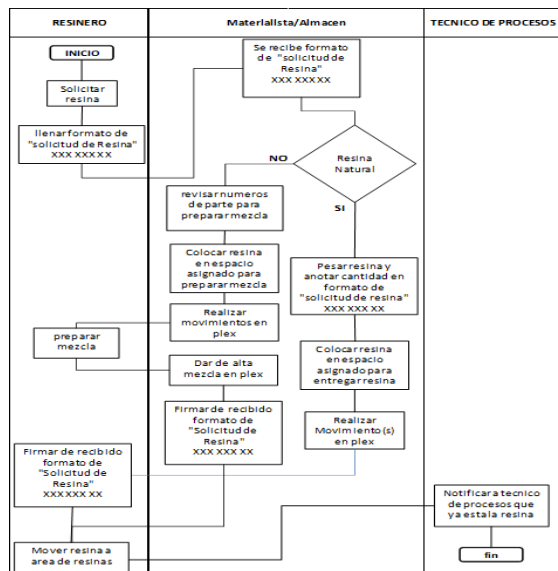 RESINERO
Materialista/Almacen
TECNICO DE PROCESOS
INICIO
Solicitar
resina
llenar formato de
"solicitud de Resina"
XXX XXX XX
Se recibe formato
de "solicitud de
Resina"
XXX XXX XX
Resina
Natural
NO
SI
revisar numeros
de parte para
preparar mezcla
Colocar resina
en espacio
asignado para
preparar mezcla
Realizar
movimientos en
plex
preparar
mezcla
Dar de alta
mezcla en plex
Firmar de recibido
formato de
"Solicitud de
Resina"
XXX XXX XX
Pesar resina y
anotar cantidad en
formato de
"solicitud de resina"
XXX XXX XX
Colocar resina
en espacio
asignado para
entregar resina
Realizar
Movimiento (s)
en plex
Firmar de recibido
formato de
"Solicitud de
Resina"
XXX XXX XX
Mover resina a
area de resinas
Notificar a tecnico
de procesos que
ya esta la resina
fin